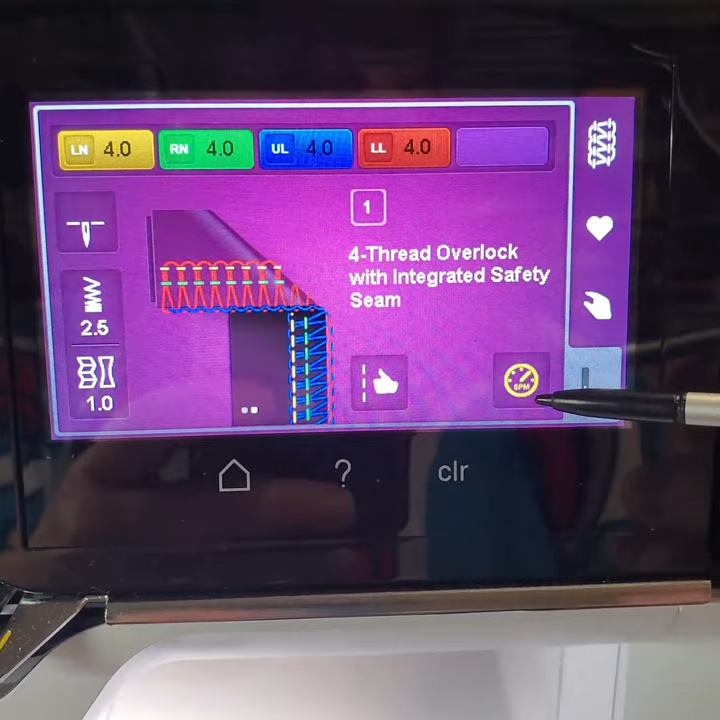 LN 4.0 RN 4.0 UL 4.0 LL 4.0
1
4-Thread Overlock
with Integrated Safety
Seam
2.5
1.0
SPM
? clr